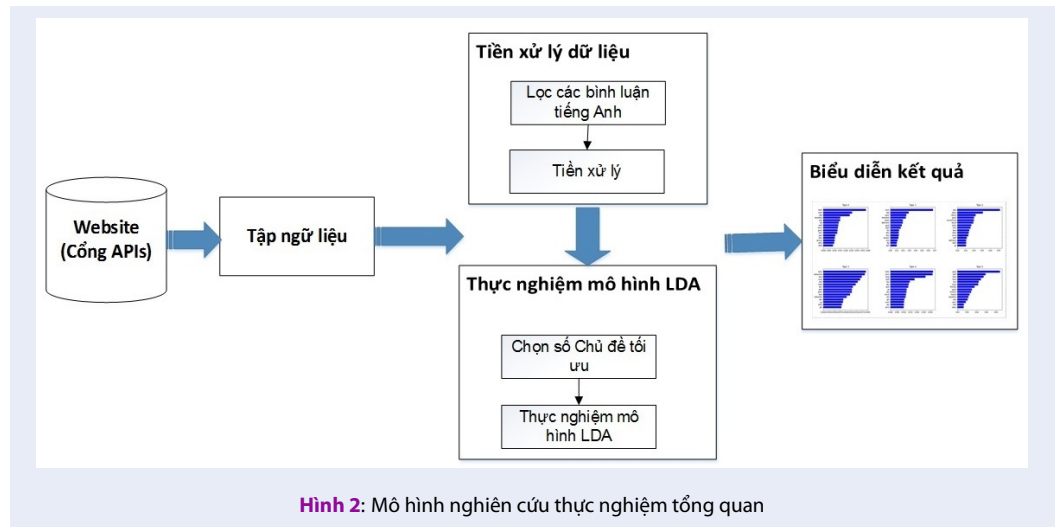 Tiền xử lý dữ liệu
Lọc các bình luận
tiếng Anh
Tiền xử lý
Website
(Cổng APIs)
Tập ngữ liệu
Thực nghiệm mô hình LDA
Chọn số Chủ đề tối
ưu
Thực nghiệm mô
hình LDA
Biểu diễn kết quả
Hình 2: Mô hình nghiên cứu thực nghiệm tổng quan